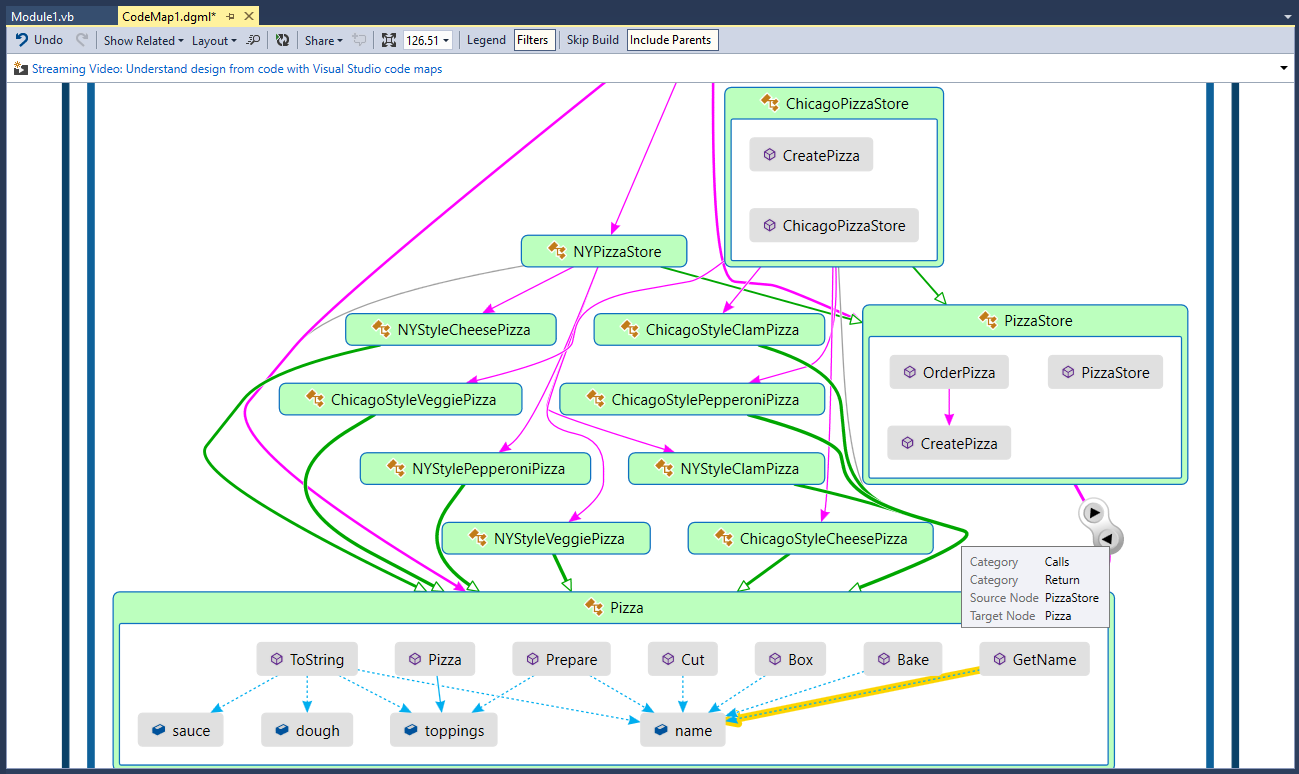 Module1.vb CodeMap1.dgml*
Undo Show Related Layout Share 126.51 Legend Filters Skip Build Include Parents
Streaming Video: Understand design from code with Visual Studio code maps
ChicagoPizzaStore
CreatePizza
ChicagoPizzaStore
NYPizzaStore
NYStyleCheesePizza ChicagoStyleClamPizza
PizzaStore
OrderPizza PizzaStore
CreatePizza
ChicagoStyleVeggiePizza ChicagoStylePepperoniPizza
NYStylePepperoniPizza NYStyleClamPizza
NYStyleVeggiePizza ChicagoStyleCheesePizza
Category Calls
Category Return
Source Node PizzaStore
Target Node Pizza
Pizza
ToString Pizza Prepare Cut Box Bake GetName
sauce dough toppings name